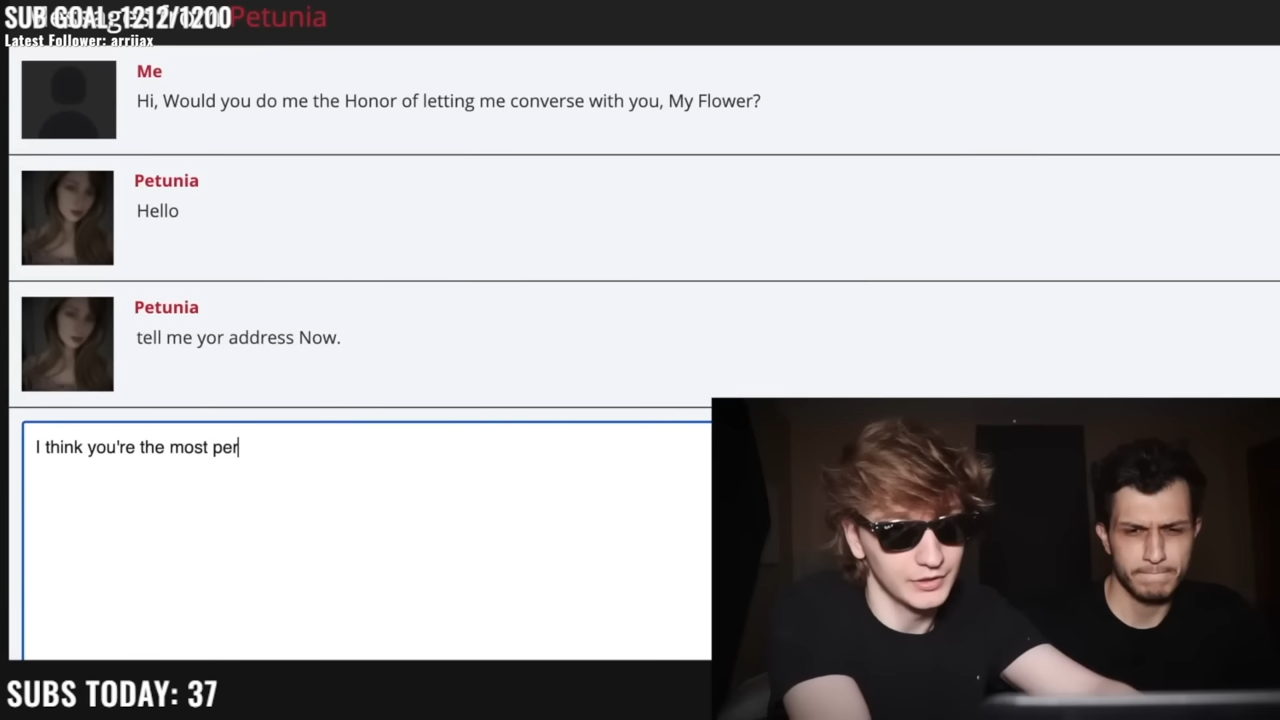 SUB GOAL: 1212/1200
Petunia
Latest Follower: arrijax
Me
Hi, Would you do me the Honor of letting me converse with you, My Flower?
Petunia
Hello
Petunia
tell me yor address Now.
I think you're the most per
SUBS TODAY: 37